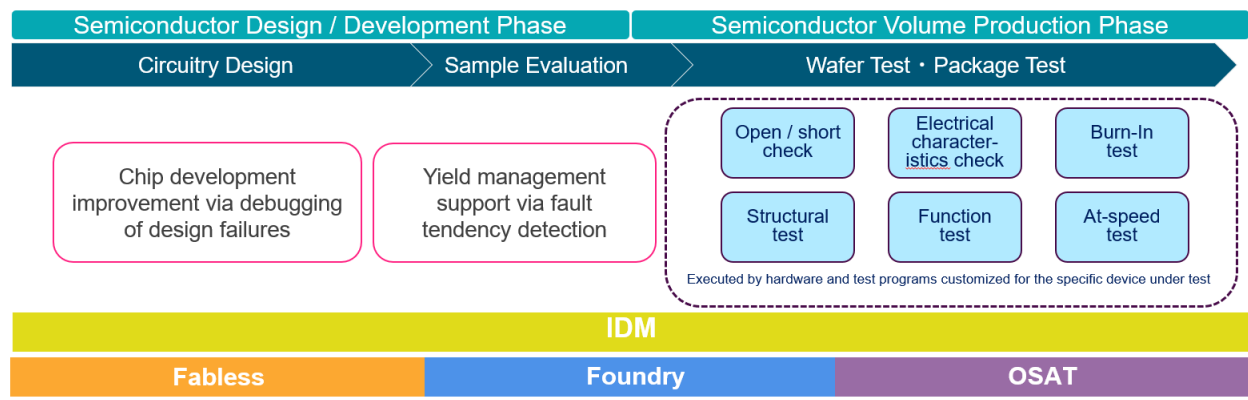 Semiconductor Design / Development Phase
Semiconductor Volume Production Phase
Circuitry Design
Sample Evaluation
Wafer Test・Package Test
Chip development
improvement via debugging
of design failures
Yield management
support via fault
tendency detection
Open / short
check
Electrical
character-
istics check
Burn-In
test
Structural
test
Function
test
At-speed
test
Executed by hardware and test programs customized for the specific device under test
IDM
Fabless
Foundry
OSAT